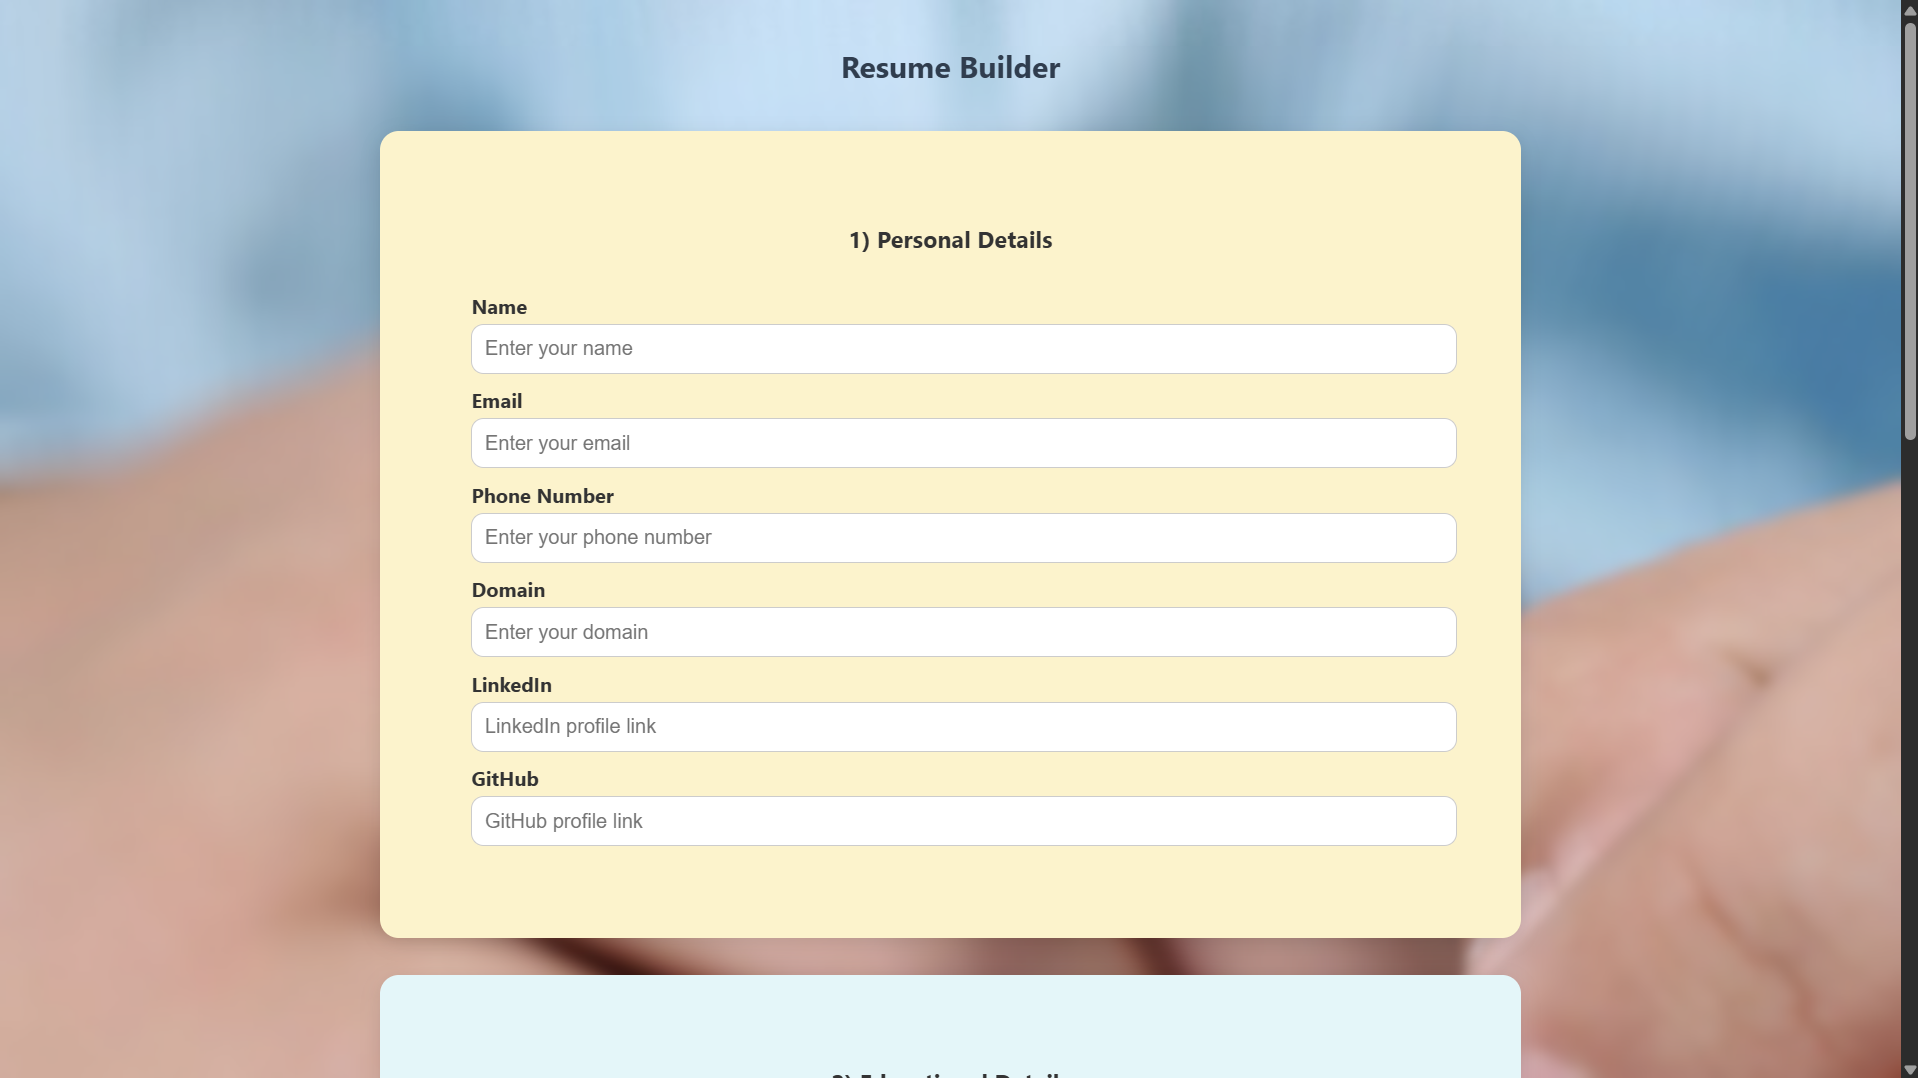 Resume Builder
1) Personal Details
Name
Enter your name
Email
Enter your email
Phone Number
Enter your phone number
Domain
Enter your domain
LinkedIn
LinkedIn profile link
GitHub
GitHub profile link